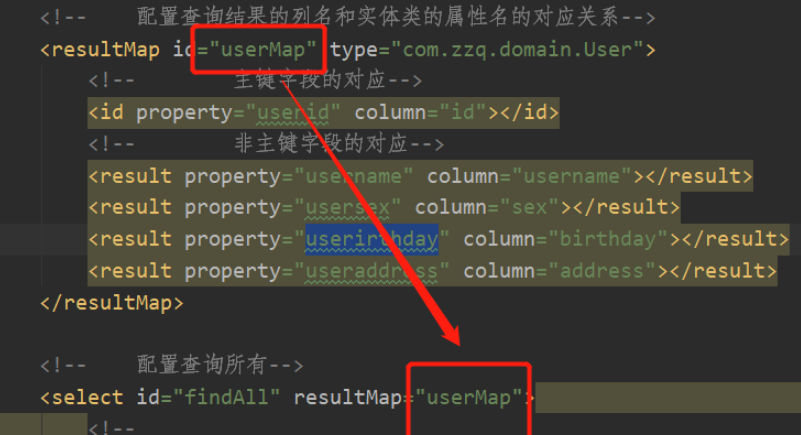 <!-- 配置查询结果的列名和实体类的属性名的对应关系-->
<resultMap id="userMap" type="com.zzq.domain.User">
<!-- 主键字段的对应-->
<id property="userid" column="id"></id>
<!-- 非主键字段的对应-->
<result property="username" column="username"></result>
<result property="usersex" column="sex"></result>
<result property="userirthday" column="birthday"></result>
<result property="useraddress" column="address"></result>
</resultMap>
<!-- 配置查询所有-->
<select id="findAll" resultMap="userMap">
<!--